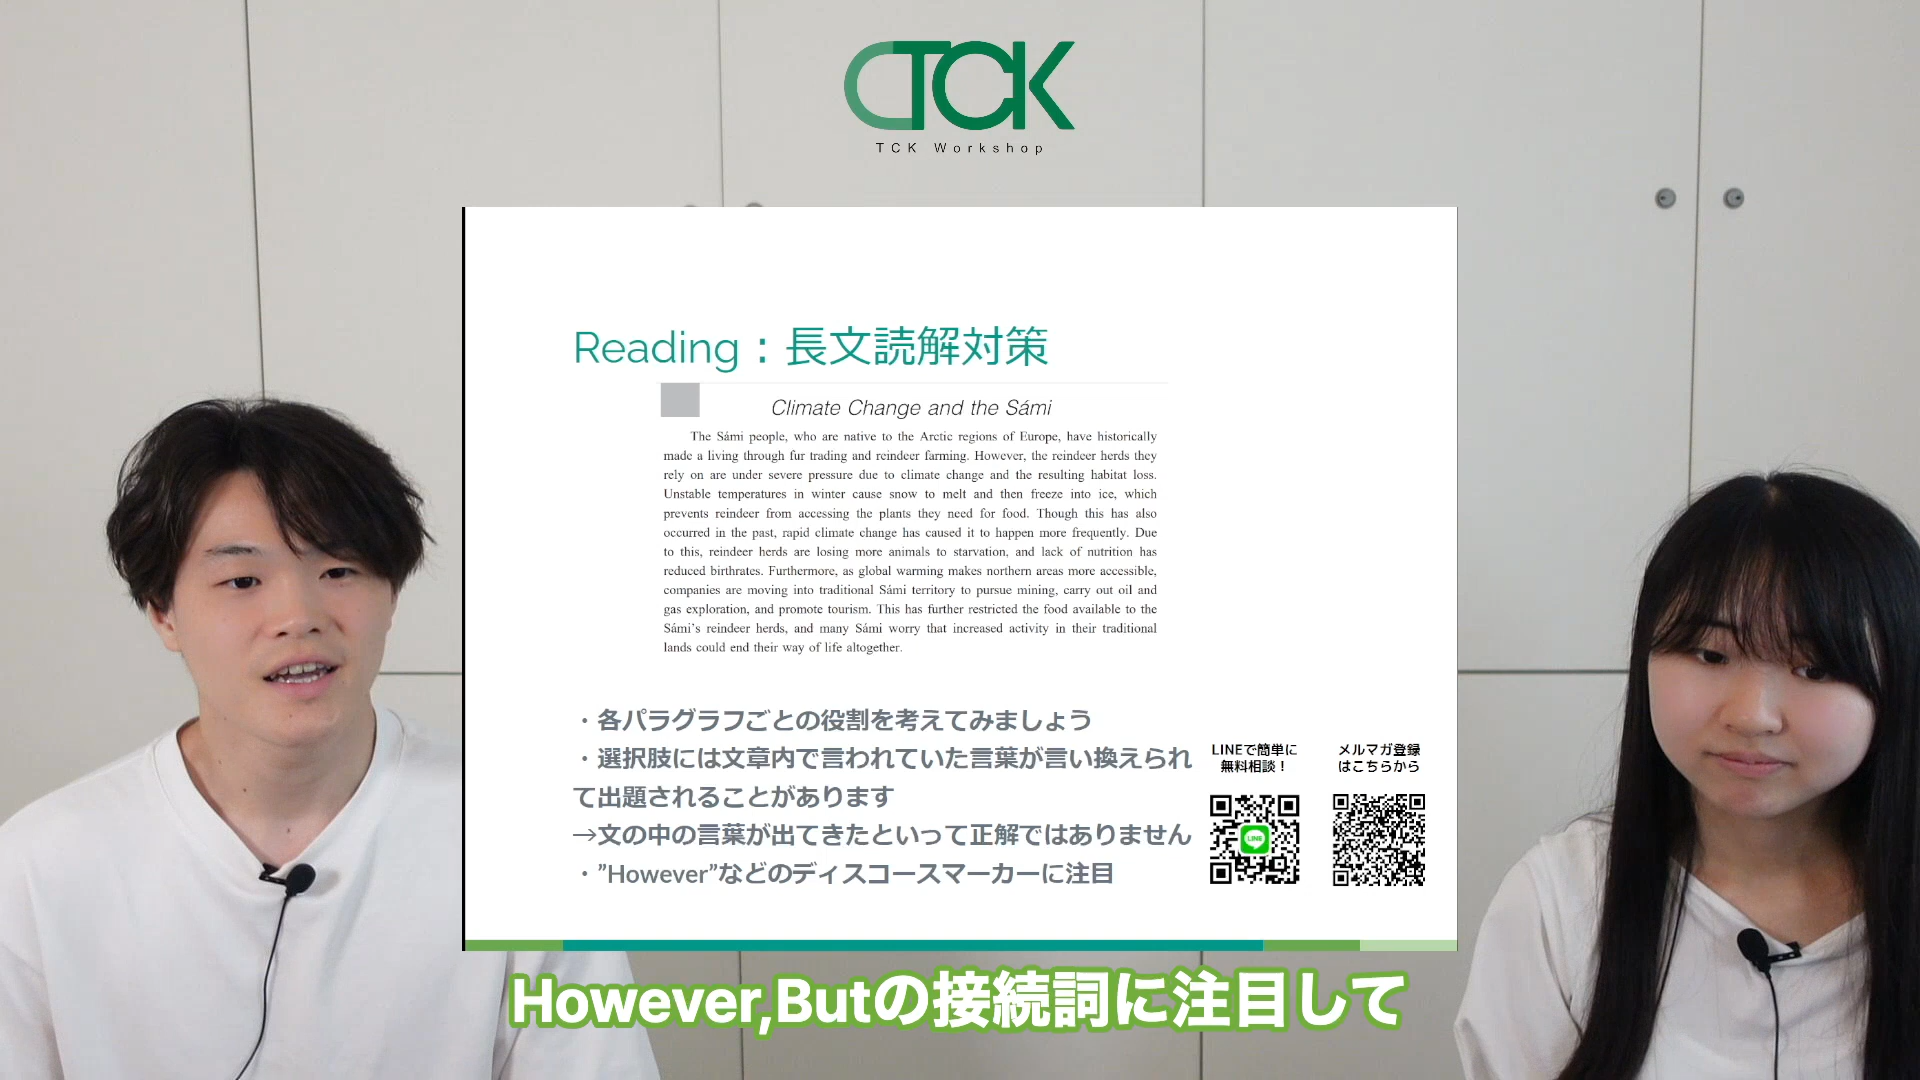 TCK
TCK Workshop
Reading：長文読解対策
Climate Change and the Sámi
The Sámi people, who are native to the Arctic regions of Europe, have historically
made a living through fur trading and reindeer farming. However, the reindeer herds they
rely on are under severe pressure due to climate change and the resulting habitat loss.
Unstable temperatures in winter cause snow to melt and then freeze into ice, which
prevents reindeer from accessing the plants they need for food. Though this has also
occurred in the past, rapid climate change has caused it to happen more frequently. Due
to this, reindeer herds are losing more animals to starvation, and lack of nutrition has
reduced birthrates. Furthermore, as global warming makes northern areas more accessible,
companies are moving into traditional Sámi territory to pursue mining, carry out oil and
gas exploration, and promote tourism. This has further restricted the food available to the
Sámi's reindeer herds, and many Sámi worry that increased activity in their traditional
lands could end their way of life altogether.
・各パラグラフごとの役割を考えてみましょう
・選択肢には文章内で言われていた言葉が言い換えられ
て出題されることがあります
→文の中の言葉が出てきたといって正解ではありません
・”However”などのディスコースマーカーに注目
LINEで簡単に
無料相談！
LINE
メルマガ登録
はこちらから
However,Butの接続詞に注目して